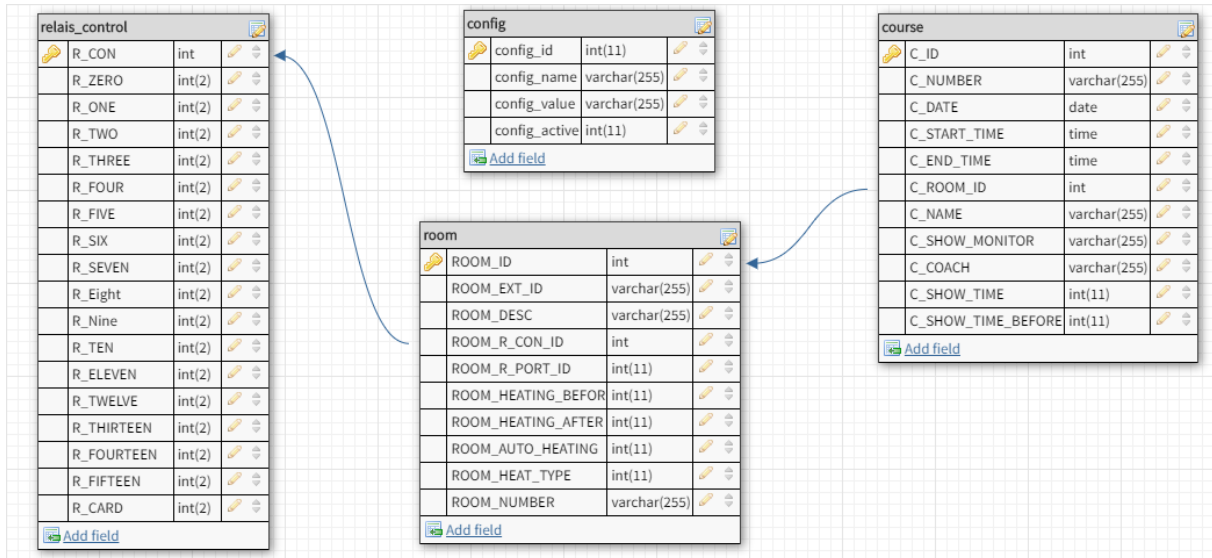 relais_control
R_CON int
R_ZERO int(2)
R_ONE int(2)
R_TWO int(2)
R_THREE int(2)
R_FOUR int(2)
R_FIVE int(2)
R_SIX int(2)
R_SEVEN int(2)
R_Eight int(2)
R_Nine int(2)
R_TEN int(2)
R_ELEVEN int(2)
R_TWELVE int(2)
R_THIRTEEN int(2)
R_FOURTEEN int(2)
R_FIFTEEN int(2)
R_CARD int(2)
Add field
config
config_id int(11)
config_name varchar(255)
config_value varchar(255)
config_active int(11)
Add field
room
ROOM_ID int
ROOM_EXT_ID varchar(255)
ROOM_DESC varchar(255)
ROOM_R_CON_ID int
ROOM_R_PORT_ID int(11)
ROOM_HEATING_BEFOR int(11)
ROOM_HEATING_AFTER int(11)
ROOM_AUTO_HEATING int(11)
ROOM_HEAT_TYPE int(11)
ROOM_NUMBER varchar(255)
Add field
course
C_ID int
C_NUMBER varchar(255)
C_DATE date
C_START_TIME time
C_END_TIME time
C_ROOM_ID int
C_NAME varchar(255)
C_SHOW_MONITOR varchar(255)
C_COACH varchar(255)
C_SHOW_TIME int(11)
C_SHOW_TIME_BEFORE int(11)
Add field